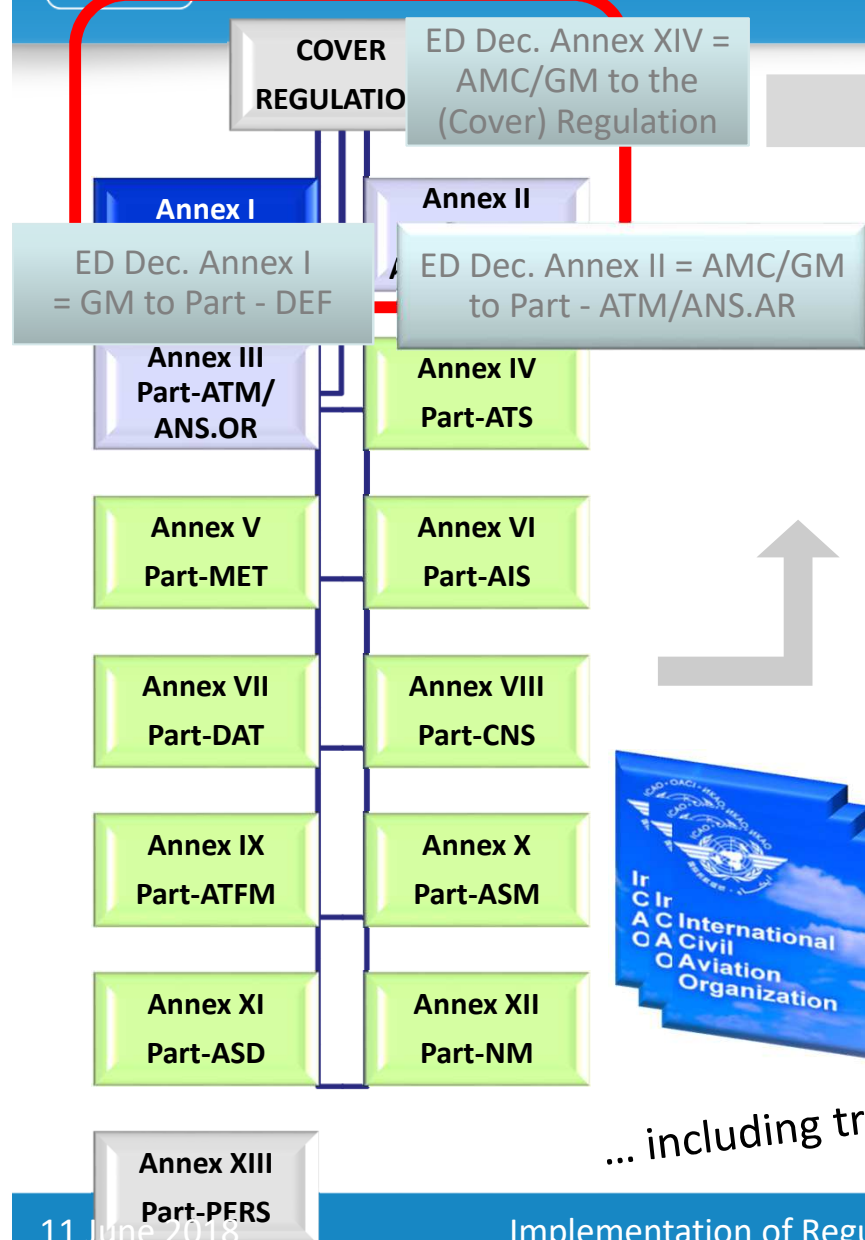 COVER
REGULATIO
ED Dec. Annex XIV =
AMC/GM to the
(Cover) Regulation
Annex I
Annex II
ED Dec. Annex I
= GM to Part - DEF
ED Dec. Annex II = AMC/GM
to Part - ATM/ANS.AR
Annex III
Part-ATM/
ANS.OR
Annex IV
Part-ATS
Annex V
Part-MET
Annex VI
Part-AIS
Annex VII
Part-DAT
Annex VIII
Part-CNS
Annex IX
Part-ATFM
Annex X
Part-ASM
Annex XI
Part-ASD
Annex XII
Part-NM
International
Civil
Aviation
Organization
... including tr
Annex XIII
Part-PERS
11 June 2018
Implementation of Regu